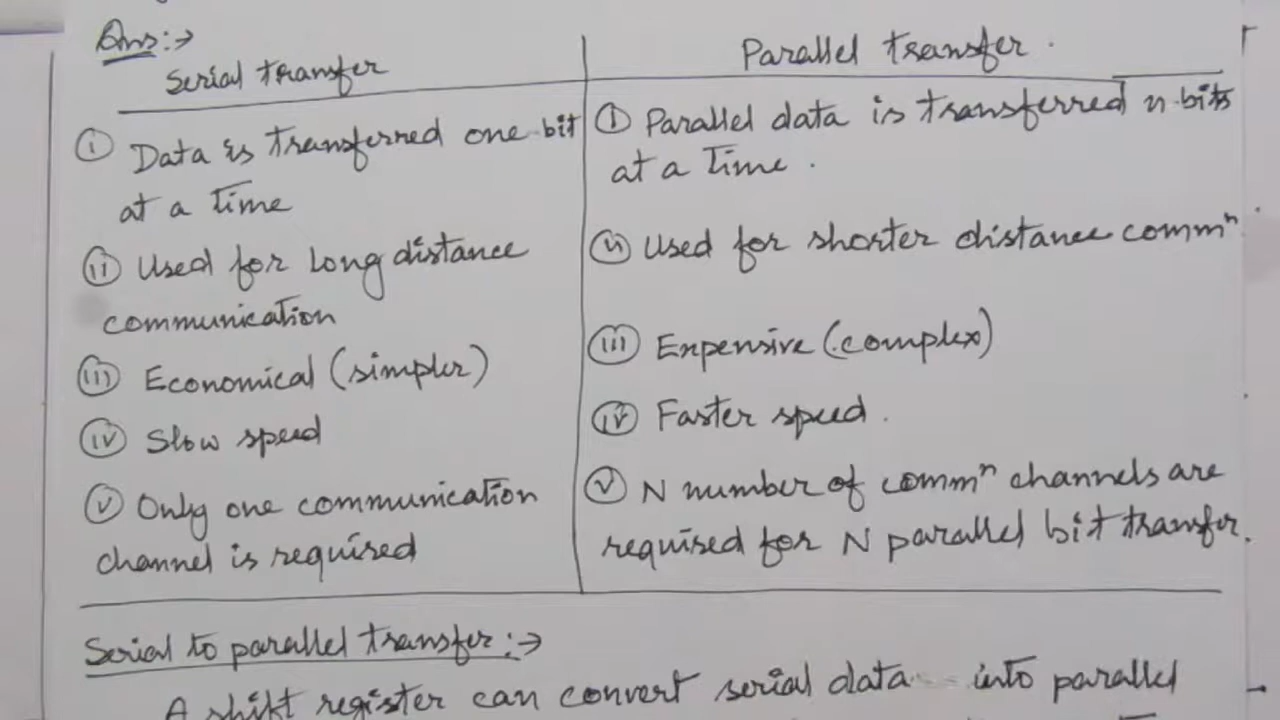 Ans:→
Serial transfer
(i) Data is transferred one bit
at a time
(ii) Used for Long distance
communication
(iii) Economical (simpler)
(iv) Slow speed
(v) Only one communication
channel is required
Parallel transfer.
(i) Parallel data is transferred n-bits
at a time.
(ii) Used for shorter distance commⁿ
(iii) Expensive (complex)
(iv) Faster speed.
(v) N number of commⁿ channels are
required for N parallel bit transfer.
Serial to parallel transfer:→
A shift register can convert serial data into parallel